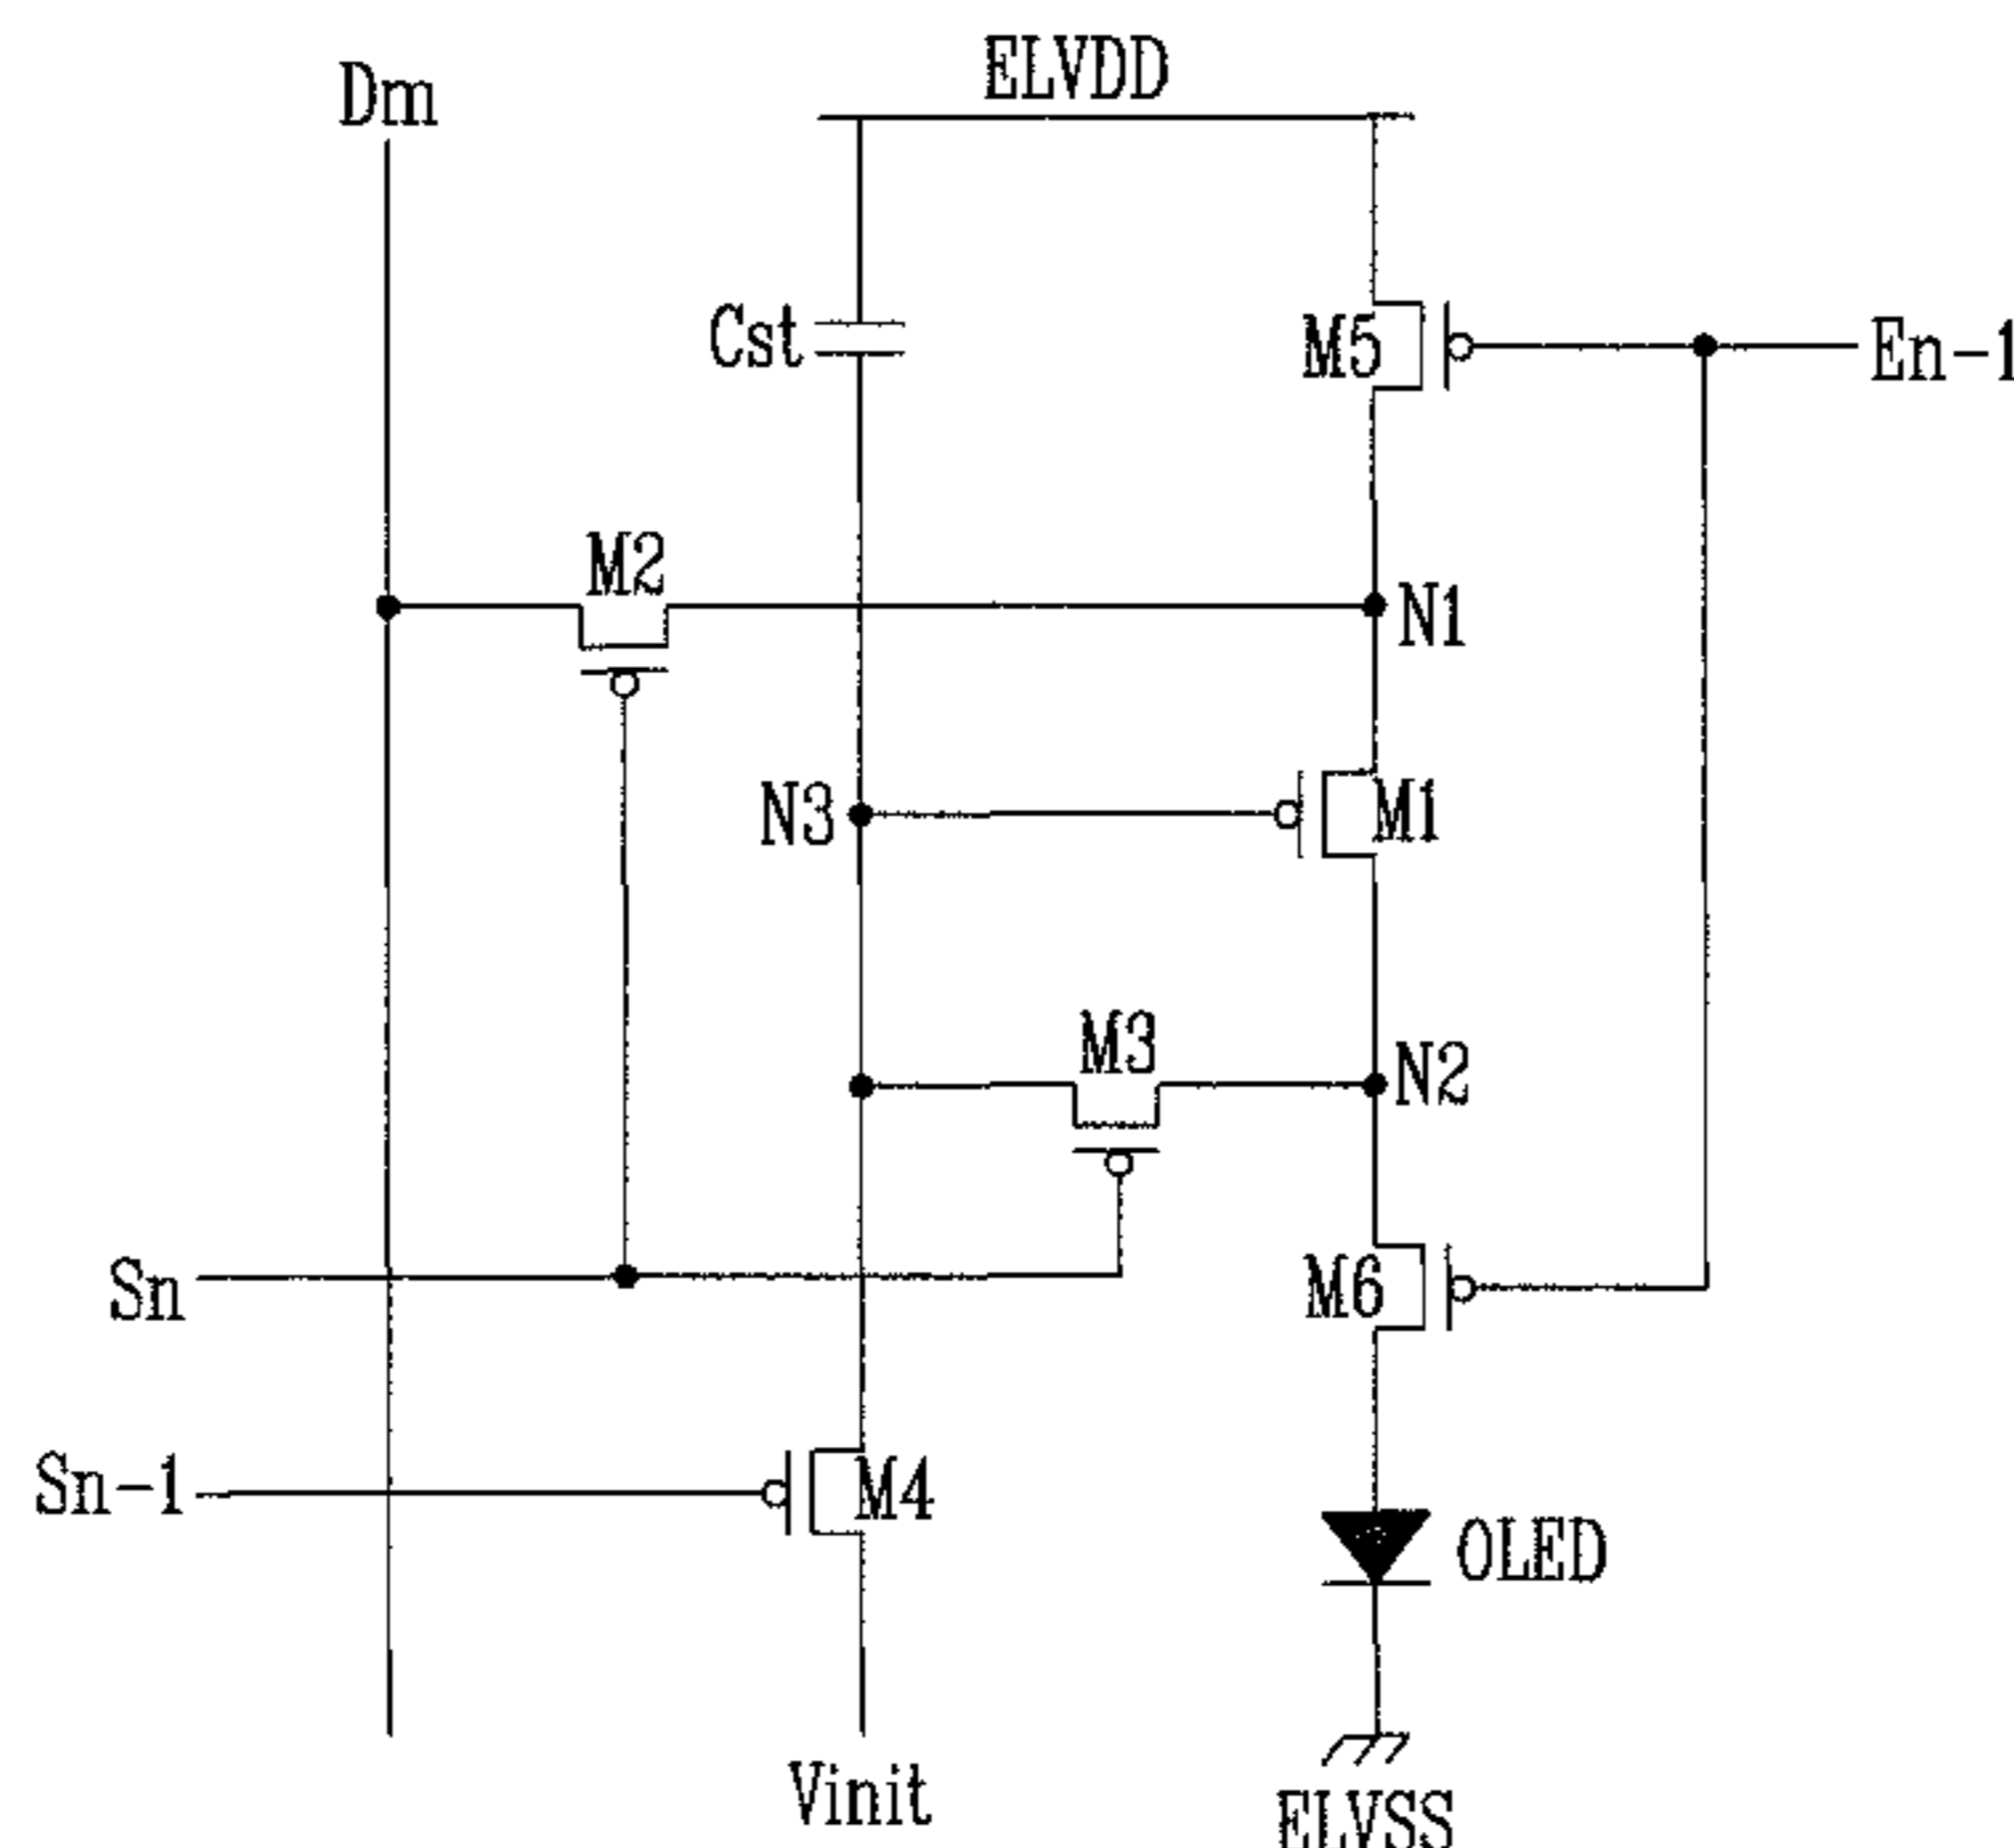 ELVDD
Dm
Cst
M5
En-1
M2
N1
N3
M1
M3
N2
Sn
M6
Sn-1
M4
OLED
Vinit
ELVSS